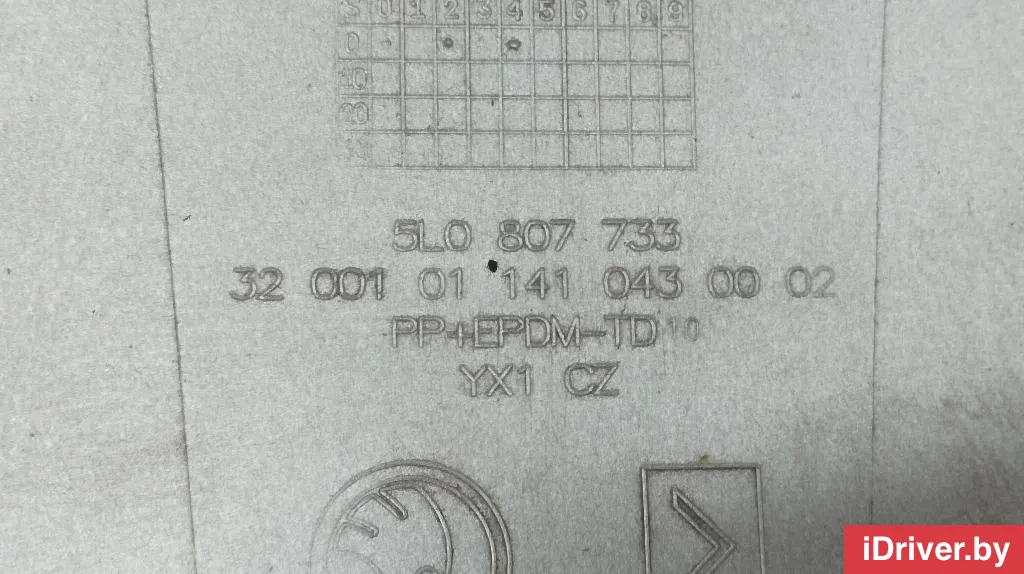 S 0 1 2 3 4 5 6 7 8 9
0
10
20
5L0 807 733
32 001 01 141 043 00 02
PP+EPDM-TD10
YX1 CZ
iDriver.by